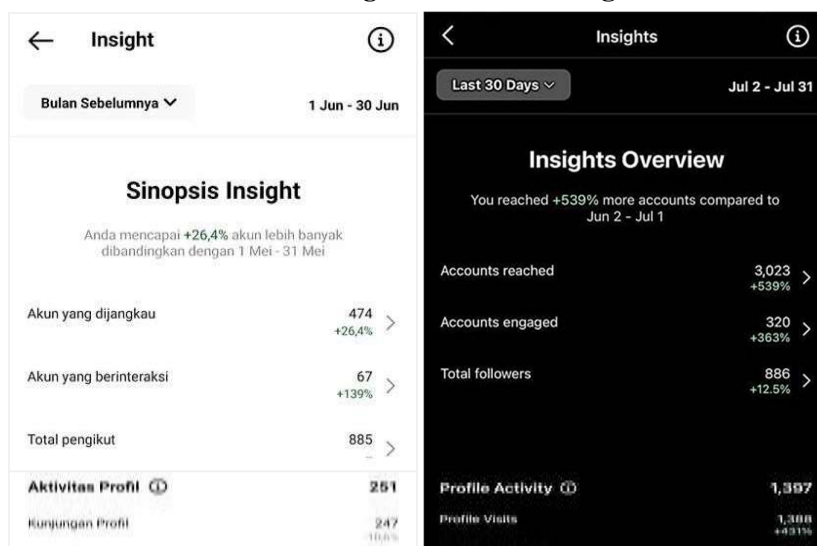 Insight
Bulan Sebelumnya
1 Jun - 30 Jun
Sinopsis Insight
Anda mencapai +26,4% akun lebih banyak
dibandingkan dengan 1 Mei - 31 Mei
Akun yang dijangkau 474
+26,4%
Akun yang berinteraksi 67
+139%
Total pengikut 885
--
Aktivitas Profil 251
Kunjungan Profil 247
Insights
Last 30 Days
Jul 2 - Jul 31
Insights Overview
You reached +539% more accounts compared to
Jun 2 - Jul 1
Accounts reached 3,023
+539%
Accounts engaged 320
+363%
Total followers 886
+12.5%
Profile Activity 1,397
Profile Visits 1,388
+431%